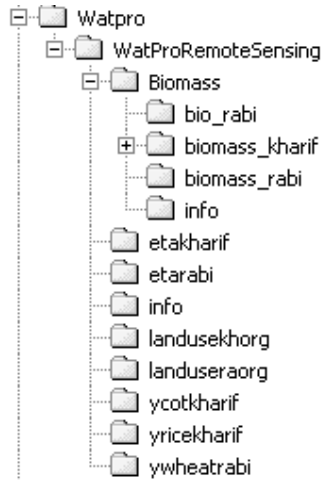 Watpro
WatProRemoteSensing
Biomass
bio_rabi
biomass_kharif
biomass_rabi
info
etakharif
etarabi
info
landusekhorg
landuseraorg
ycotkharif
yricekharif
ywheatrabi